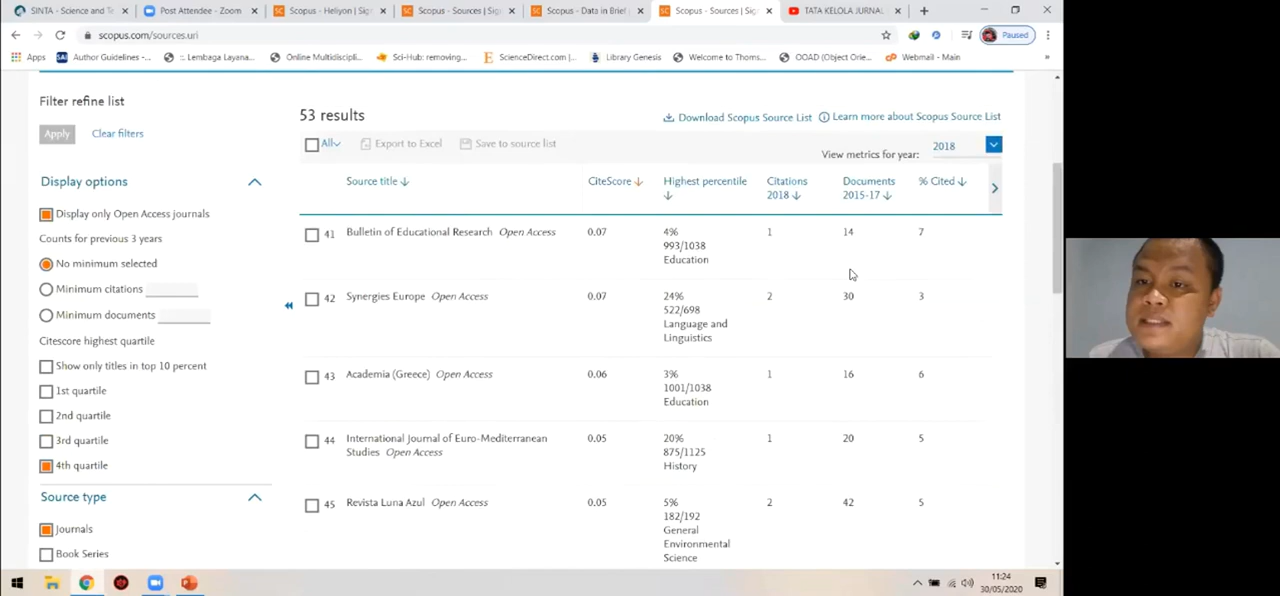 SINTA - Science and Te
Post Attendee - Zoom
Scopus - Heliyon | Sign
Scopus - Sources | Sign
Scopus - Data in Brief |
Scopus - Sources | Sign
TATA KELOLA JURNAL
scopus.com/sources.uri
Paused
Apps
SAI
Author Guidelines -...
:: Lembaga Layana...
Online Multidiscipli...
Sci-Hub: removing...
ScienceDirect.com |...
Library Genesis
Welcome to Thoms...
OOAD (Object Orie...
Webmail - Main
Filter refine list
Apply
Clear filters
Display options
Display only Open Access journals
Counts for previous 3 years
No minimum selected
Minimum citations
Minimum documents
Citescore highest quartile
Show only titles in top 10 percent
1st quartile
2nd quartile
3rd quartile
4th quartile
Source type
Journals
Book Series
53 results
Download Scopus Source List
Learn more about Scopus Source List
All
Export to Excel
Save to source list
View metrics for year:
2018
Source title
CiteScore
Highest percentile
Citations 2018
Documents 2015-17
% Cited
41 Bulletin of Educational Research Open Access 0.07 4% 1 14 7
993/1038
Education
42 Synergies Europe Open Access 0.07 24% 2 30 3
522/698
Language and
Linguistics
43 Academia (Greece) Open Access 0.06 3% 1 16 6
1001/1038
Education
44 International Journal of Euro-Mediterranean 0.05 20% 1 20 5
Studies Open Access 875/1125
History
45 Revista Luna Azul Open Access 0.05 5% 2 42 5
182/192
General
Environmental
Science
11:24
30/05/2020